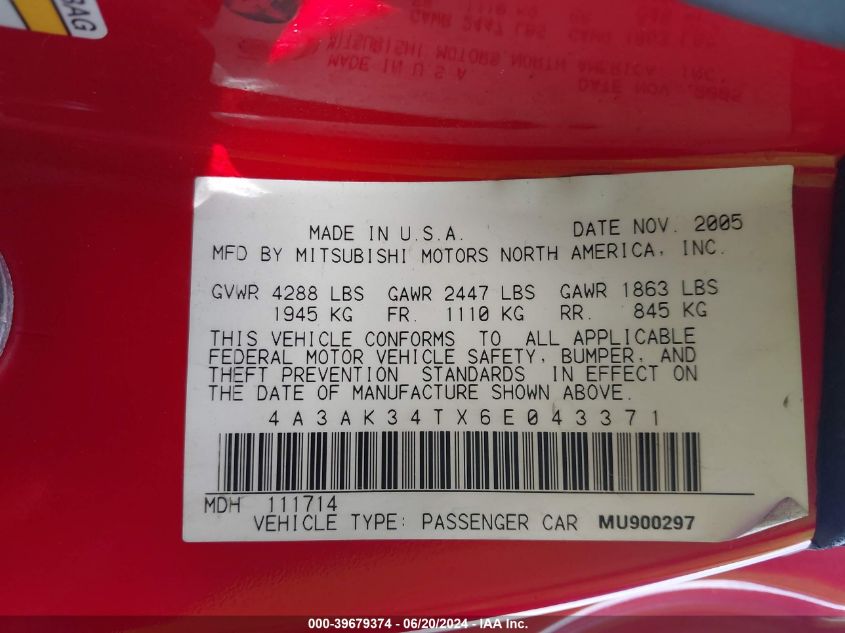 BAG
MADE IN U.S.A. DATE NOV. 2005
MFD BY MITSUBISHI MOTORS NORTH AMERICA, INC.
GVWR 4288 LBS GAWR 2447 LBS GAWR 1863 LBS
1945 KG FR. 1110 KG RR. 845 KG
THIS VEHICLE CONFORMS TO ALL APPLICABLE
FEDERAL MOTOR VEHICLE SAFETY, BUMPER, AND
THEFT PREVENTION STANDARDS IN EFFECT ON
THE DATE OF MANUFACTURE SHOWN ABOVE.
4A3AK34TX6E043371
MDH 111714
VEHICLE TYPE: PASSENGER CAR MU900297
000-39679374 - 06/20/2024 - IAA Inc.